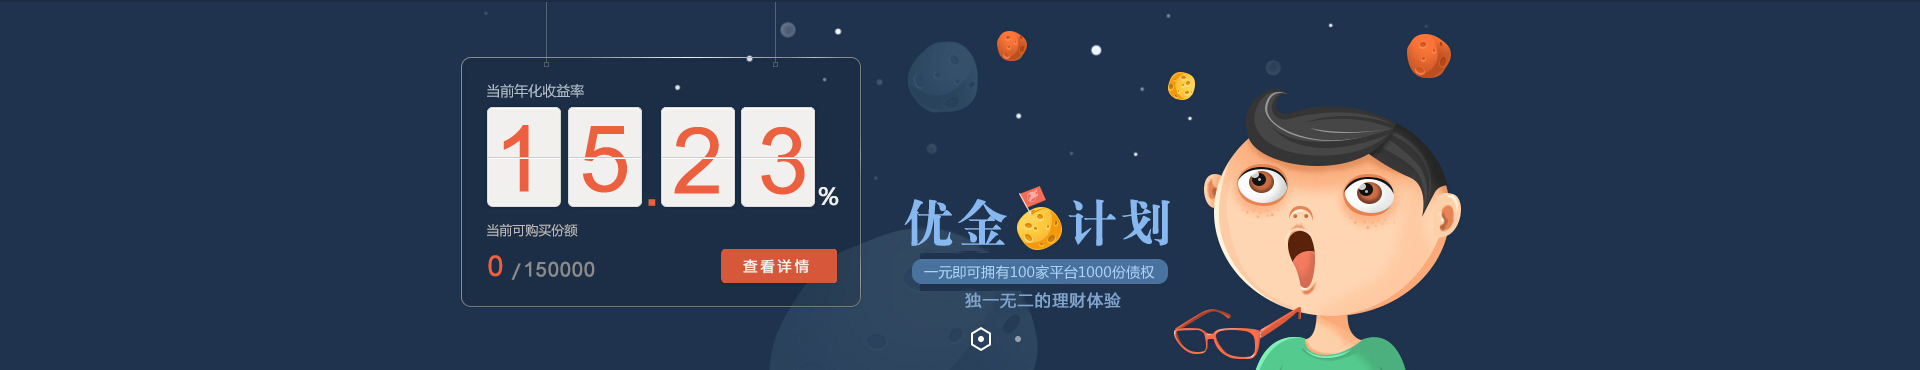 当前年化收益率
15.23%
当前可购买份额
0 /150000
查看详情
优金计划
一元即可拥有100家平台1000份债权
独一无二的理财体验